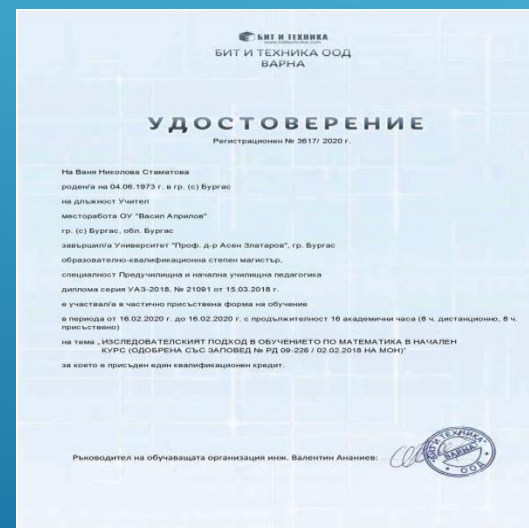 БИТ И ТЕХНИКА
БИТ И ТЕХНИКА ООД
ВАРНА
УДОСТОВЕРЕНИЕ
Регистрационен № 3617/ 2020 г.
На Ваня Николова Стаматова
роден/а на 04.06.1973 г. в гр. (с) Бургас
на длъжност Учител
месторабота ОУ "Васил Априлов"
гр. (с) Бургас, обл. Бургас
завършил/а Университет "Проф. д-р Асен Златаров", гр. Бургас
образователно-квалификационна степен магистър,
специалност Предучилищна и начална училищна педагогика
диплома серия УАЗ-2018, № 21091 от 15.03.2018 г.
е участвал/а в частично присъствена форма на обучение
в периода от 16.02.2020 г. до 16.02.2020 г. с продължителност 16 академични часа (8 ч. дистанционно, 8 ч.
присъствено)
на тема „ИЗСЛЕДОВАТЕЛСКИЯТ ПОДХОД В ОБУЧЕНИЕТО ПО МАТЕМАТИКА В НАЧАЛЕН
КУРС (ОДОБРЕНА СЪС ЗАПОВЕД № РД 09-226 / 02.02.2018 НА МОН)"
за което е присъден един квалификационен кредит.
Ръководител на обучаващата организация инж. Валентин Ананиев:
БИТ И ТЕХНИКА
ВАРНА
ООД